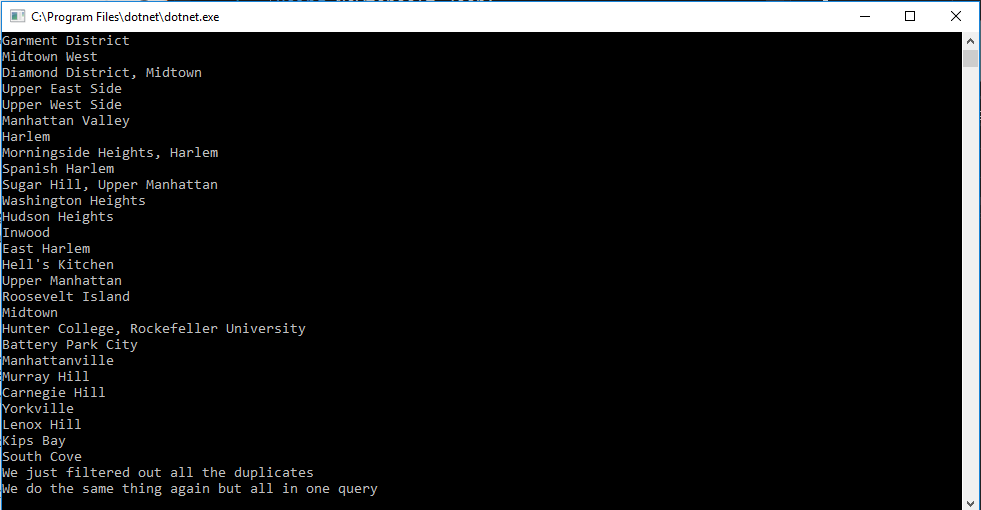 C:\Program Files\dotnet\dotnet.exe
Garment District
Midtown West
Diamond District, Midtown
Upper East Side
Upper West Side
Manhattan Valley
Harlem
Morningside Heights, Harlem
Spanish Harlem
Sugar Hill, Upper Manhattan
Washington Heights
Hudson Heights
Inwood
East Harlem
Hell's Kitchen
Upper Manhattan
Roosevelt Island
Midtown
Hunter College, Rockefeller University
Battery Park City
Manhattanville
Murray Hill
Carnegie Hill
Yorkville
Lenox Hill
Kips Bay
South Cove
We just filtered out all the duplicates
We do the same thing again but all in one query